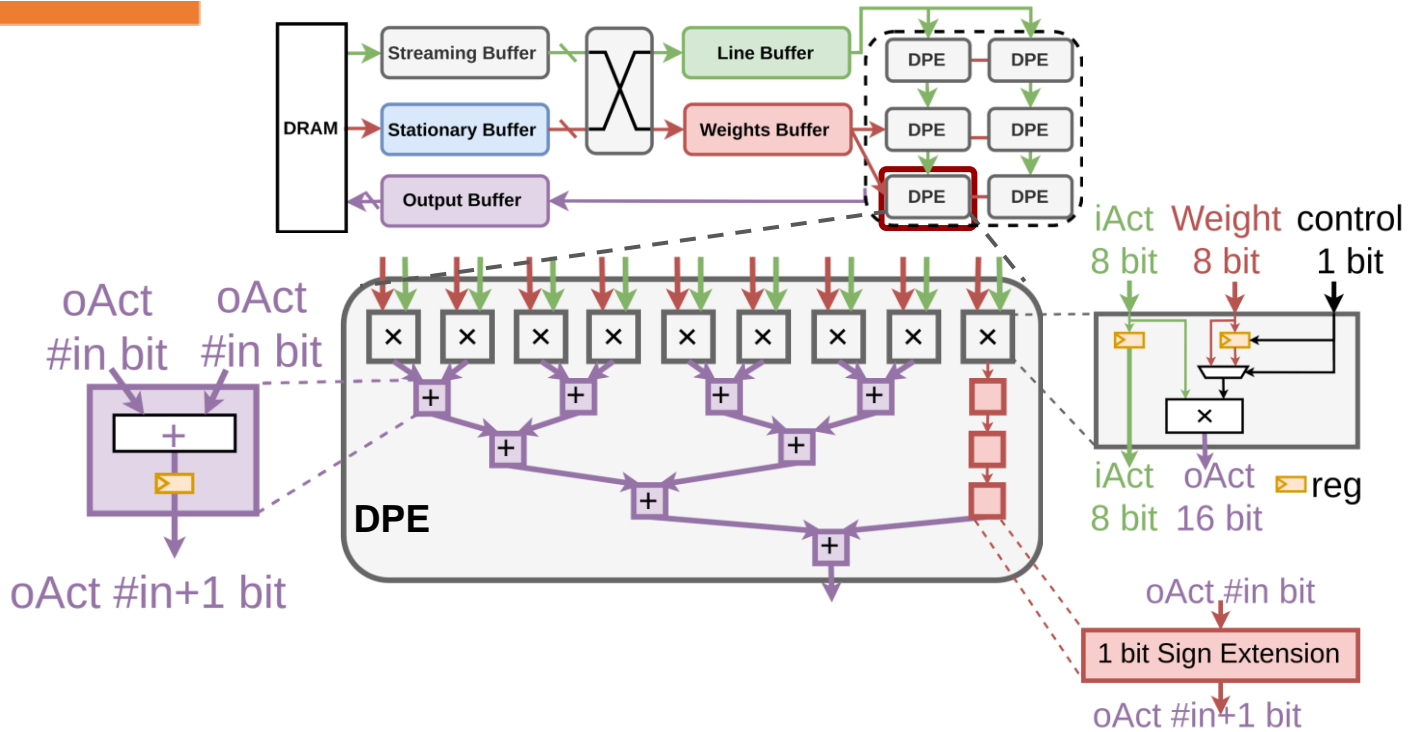 DRAM
Streaming Buffer
Line Buffer
DPE
DPE
Stationary Buffer
Weights Buffer
DPE
DPE
Output Buffer
DPE
DPE
iAct
8 bit
Weight
8 bit
control
1 bit
oAct
#in bit
oAct
#in bit
+
oAct #in+1 bit
× × × × × × × × ×
+ + + +
+ +
+
+
DPE
×
iAct
8 bit
oAct
16 bit
reg
oAct #in bit
1 bit Sign Extension
oAct #in+1 bit